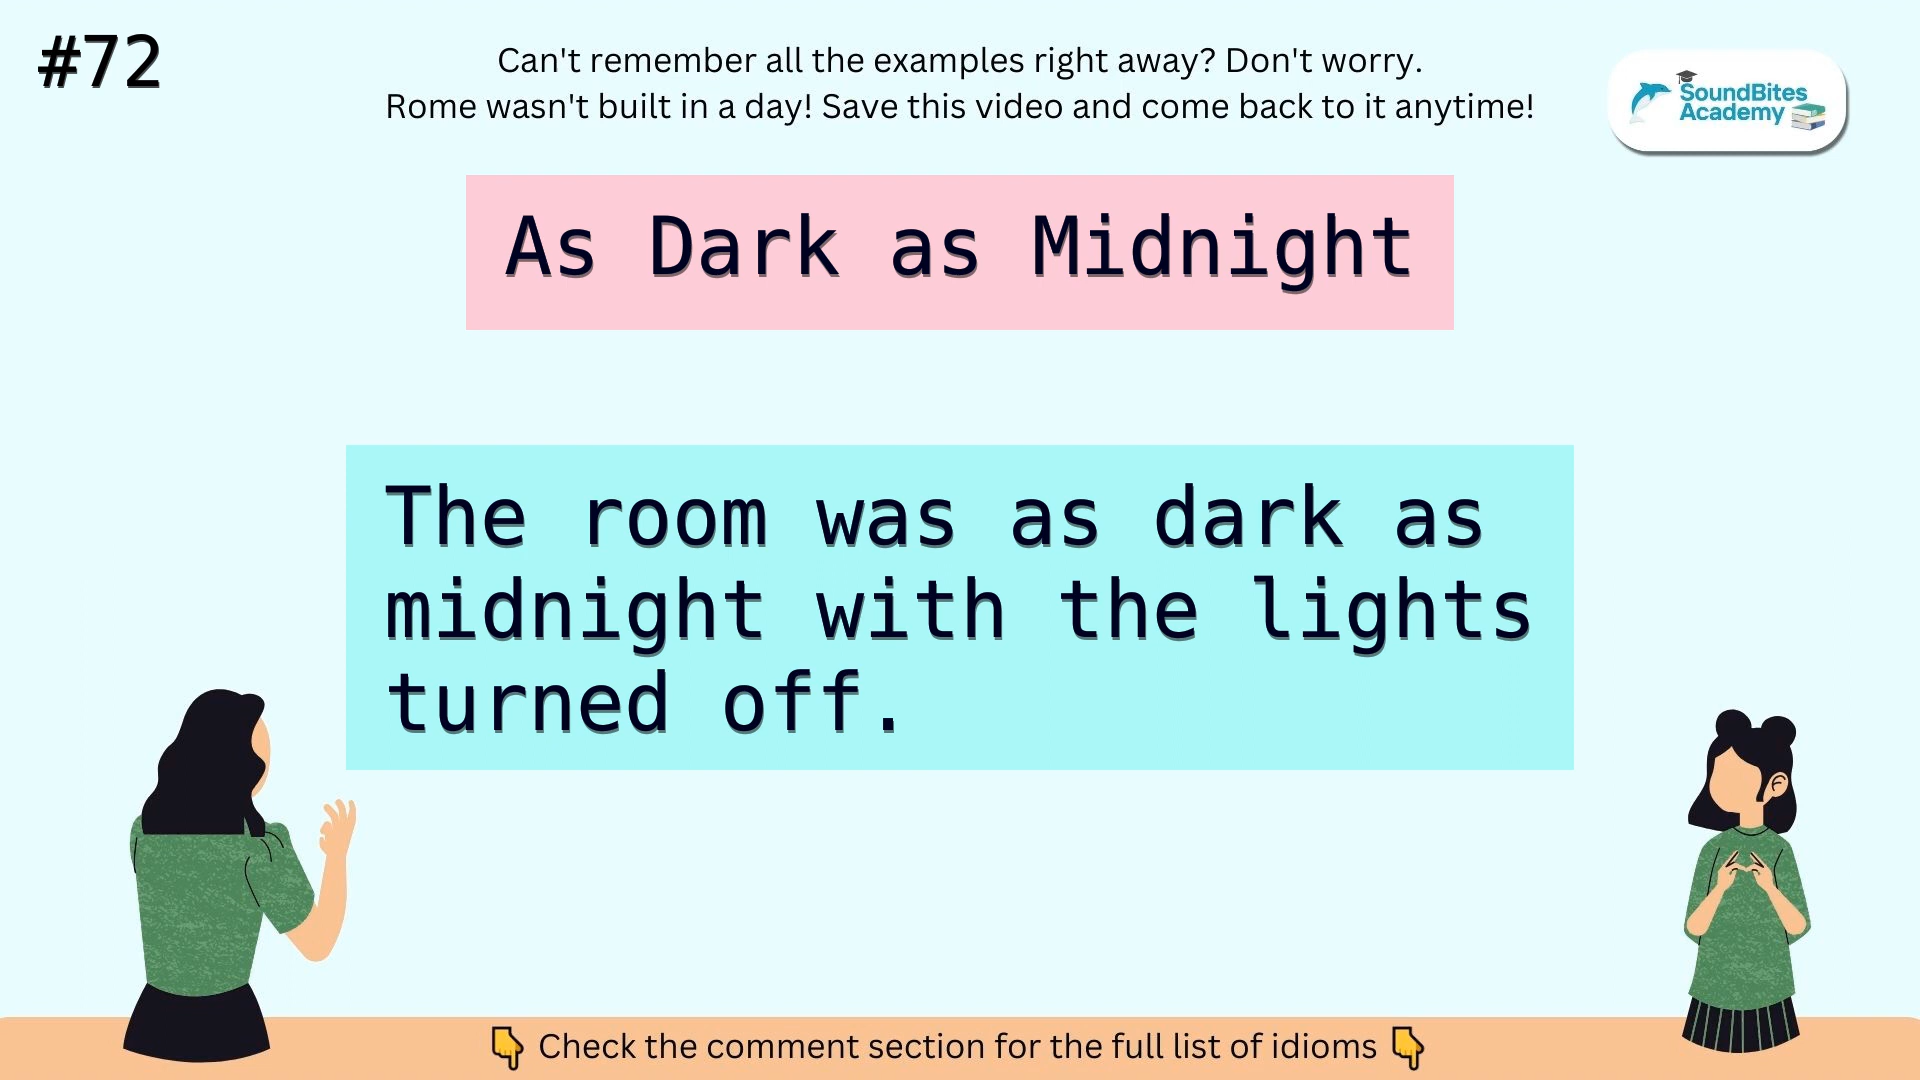 #72
Can't remember all the examples right away? Don't worry.
Rome wasn't built in a day! Save this video and come back to it anytime!
SoundBites
Academy
As Dark as Midnight
The room was as dark as
midnight with the lights
turned off.
👇 Check the comment section for the full list of idioms 👇